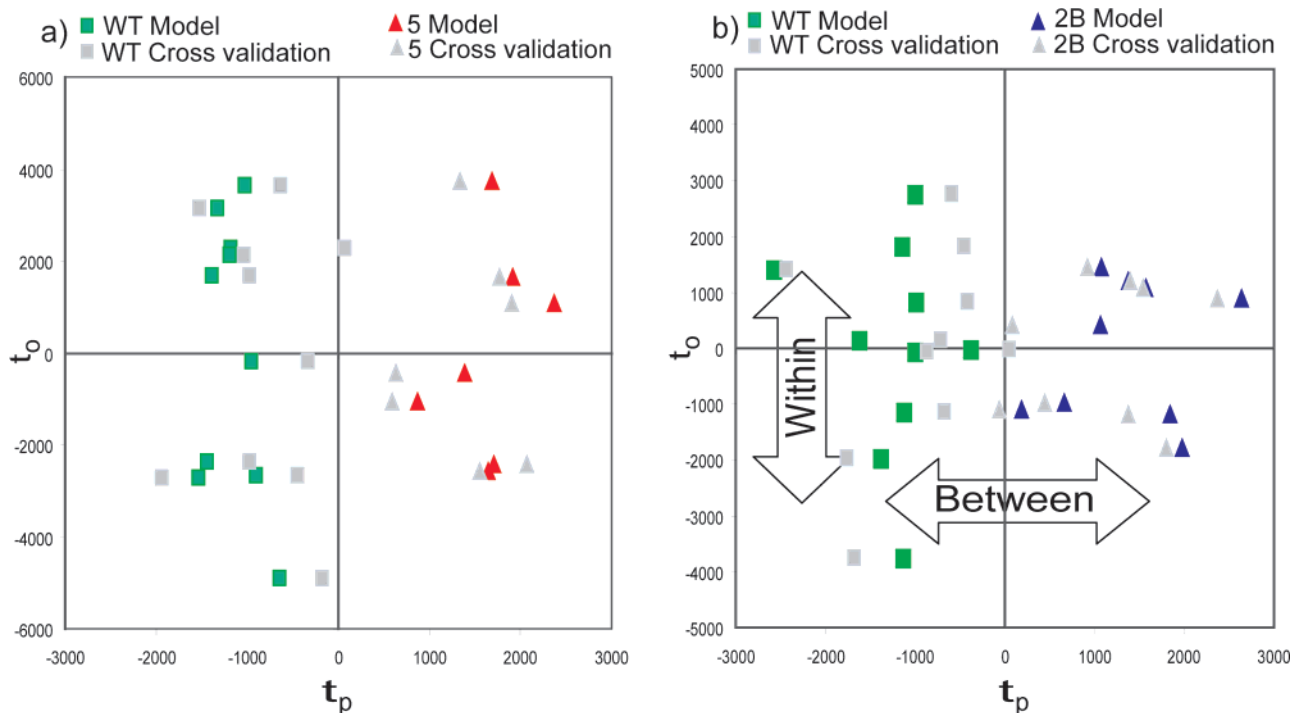 a)
WT Model
5 Model
WT Cross validation
5 Cross validation
6000
4000
2000
0
-2000
-4000
-6000
to
-3000 -2000 -1000 0 1000 2000 3000
tp
b)
WT Model
2B Model
WT Cross validation
2B Cross validation
5000
4000
3000
2000
1000
0
-1000
-2000
-3000
-4000
-5000
to
Within
Between
-3000 -2000 -1000 0 1000 2000 3000
tp